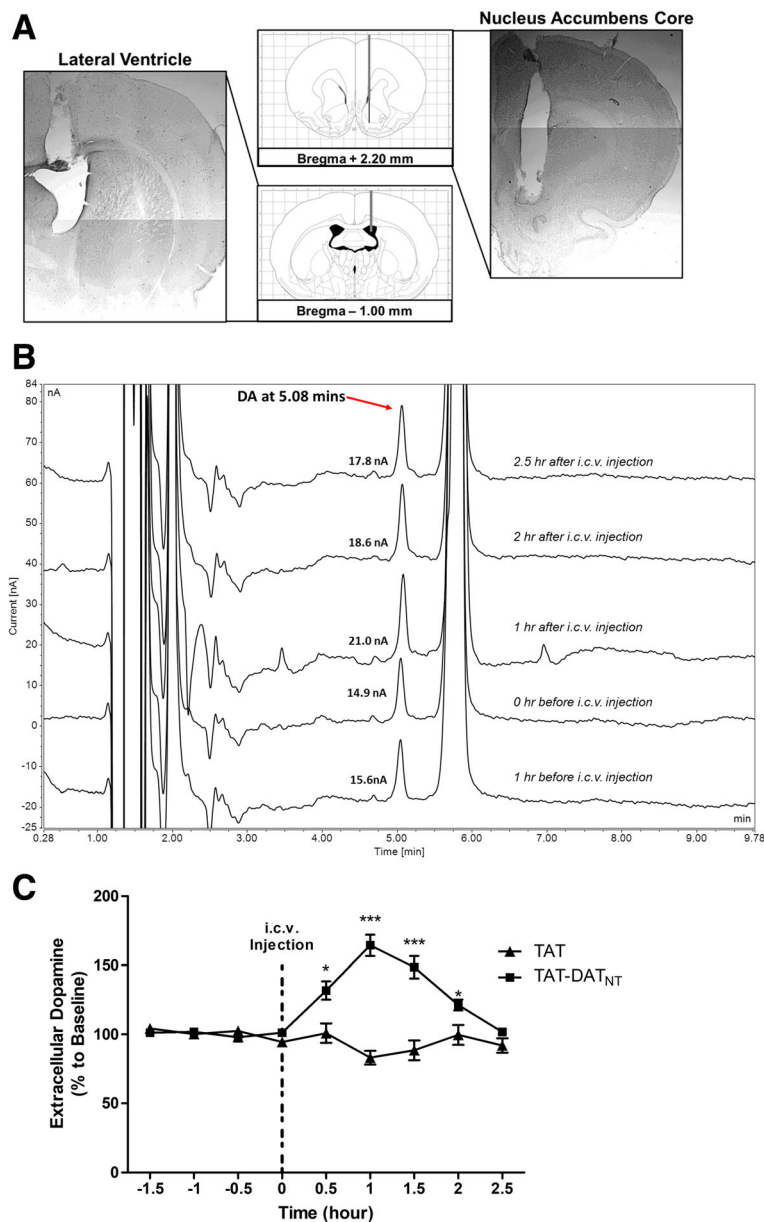 A
Lateral Ventricle
Nucleus Accumbens Core
Bregma + 2.20 mm
Bregma – 1.00 mm
B
84
nA
DA at 5.08 mins
80
70
60
50
40
30
20
10
0
-10
-20
-25
Current [nA]
17.8 nA
2.5 hr after i.c.v. injection
18.6 nA
2 hr after i.c.v. injection
21.0 nA
1 hr after i.c.v. injection
14.9 nA
0 hr before i.c.v. injection
15.6nA
1 hr before i.c.v. injection
min
0.28 1.00 2.00 3.00 4.00 5.00 6.00 7.00 8.00 9.00 9.78
Time [min]
C
200
150
100
50
0
Extracellular Dopamine
(% to Baseline)
i.c.v.
Injection
*
***
***
*
TAT
TAT-DATNT
-1.5 -1 -0.5 0 0.5 1 1.5 2 2.5
Time (hour)